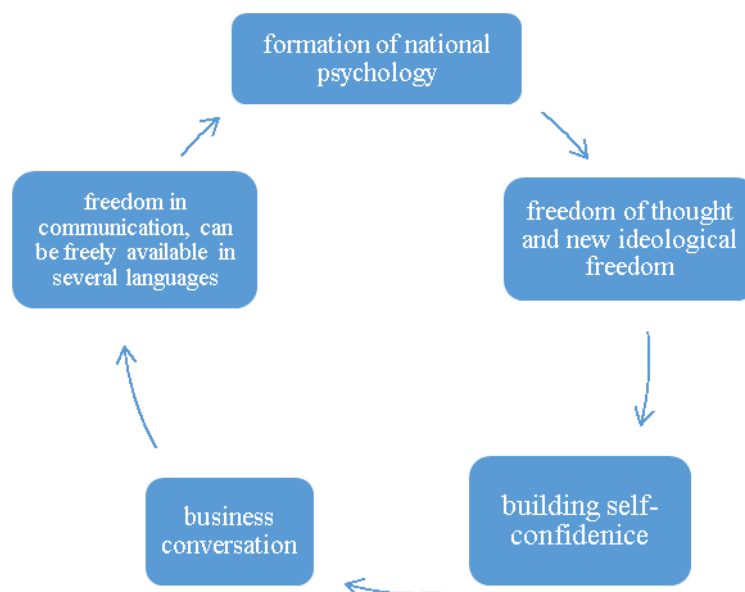 formation of national
psychology
freedom of thought
and new ideological
freedom
building self-
confidenice
business
conversation
freedom in
communication, can
be freely available in
several languages